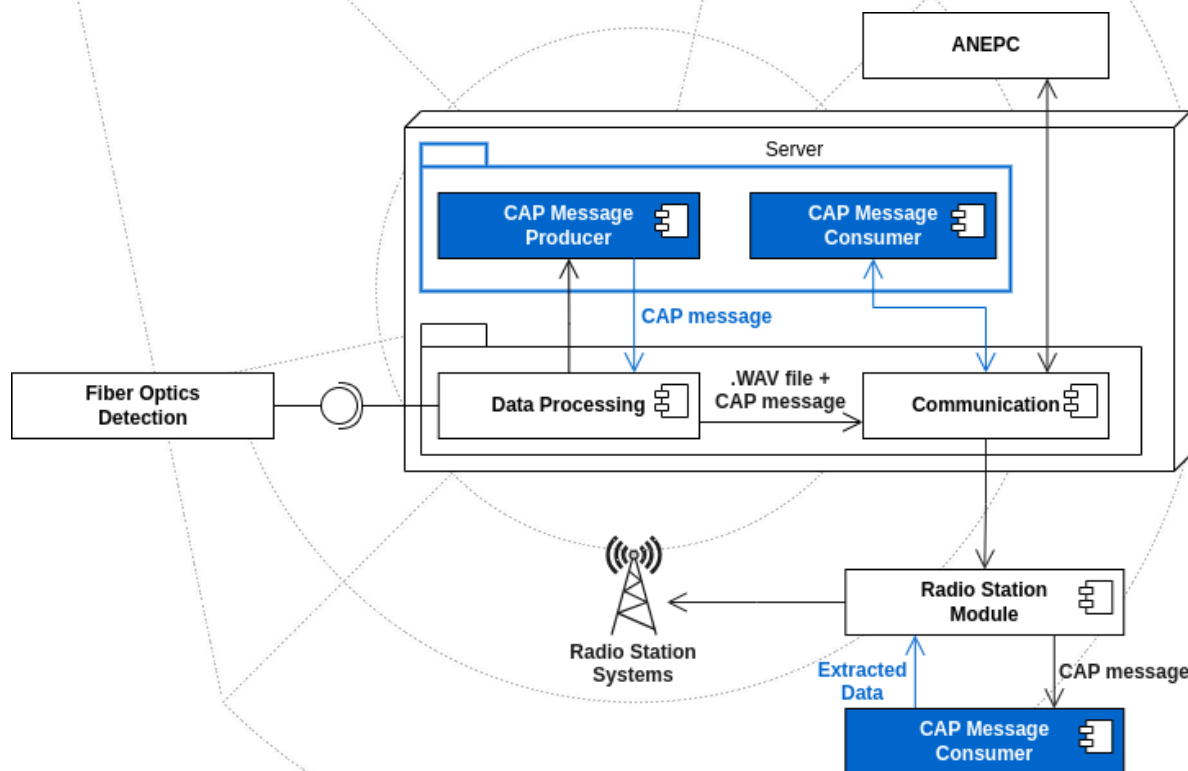 ANEPC
Server
CAP Message
Producer
CAP Message
Consumer
CAP message
Fiber Optics
Detection
Data Processing
.WAV file +
CAP message
Communication
Radio Station
Module
Radio Station
Systems
Extracted
Data
CAP message
CAP Message
Consumer